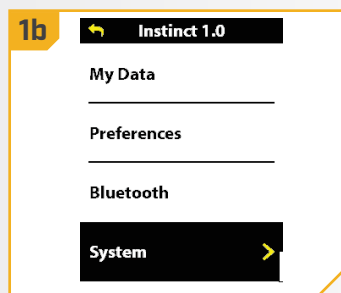 1b
Instinct 1.0
My Data
Preferences
Bluetooth
System